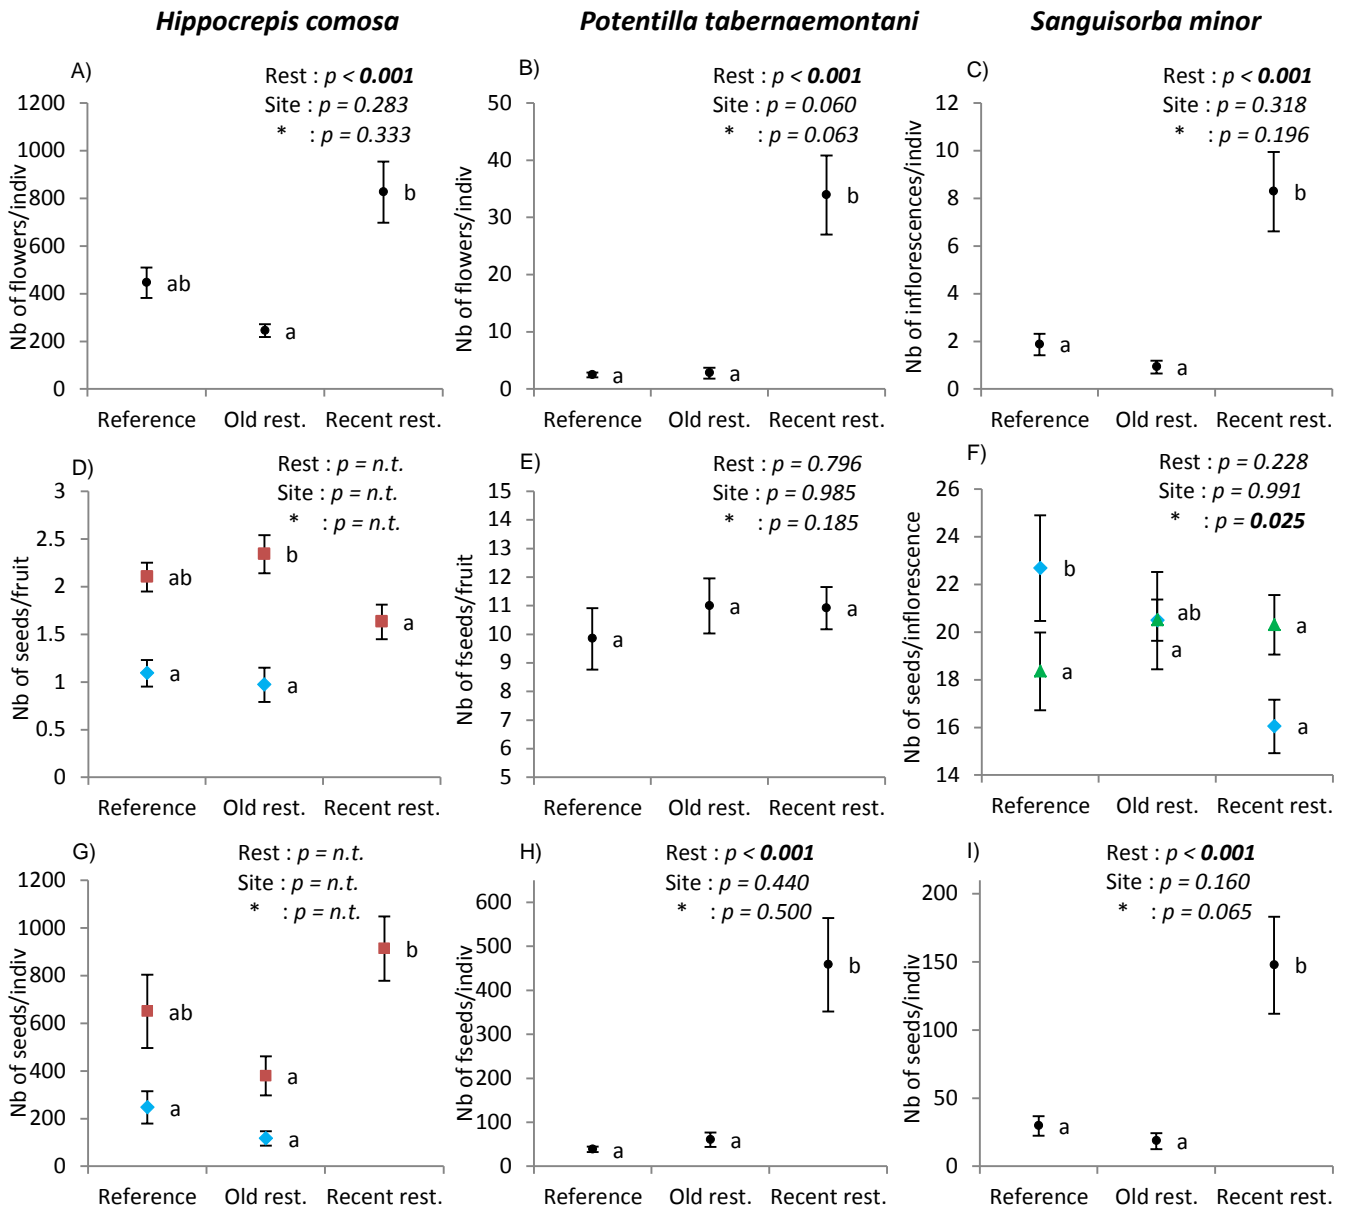 Hippocrepis comosa
Potentilla tabernaemontani
Sanguisorba minor
A)
Rest : p < 0.001
Site : p = 0.283
* : p = 0.333
Nb of flowers/indiv
1200
1000
800
600
400
200
0
ab
a
b
Reference Old rest. Recent rest.
B)
Rest : p < 0.001
Site : p = 0.060
* : p = 0.063
Nb of flowers/indiv
50
40
30
20
10
0
a
a
b
Reference Old rest. Recent rest.
C)
Rest : p < 0.001
Site : p = 0.318
* : p = 0.196
Nb of inflorescences/indiv
12
10
8
6
4
2
0
a
a
b
Reference Old rest. Recent rest.
D)
Rest : p = n.t.
Site : p = n.t.
* : p = n.t.
Nb of seeds/fruit
3
2.5
2
1.5
1
0.5
0
ab
b
a
a
a
Reference Old rest. Recent rest.
E)
Rest : p = 0.796
Site : p = 0.985
* : p = 0.185
Nb of fseeds/fruit
15
14
13
12
11
10
9
8
7
6
5
a
a
a
Reference Old rest. Recent rest.
F)
Rest : p = 0.228
Site : p = 0.991
* : p = 0.025
Nb of seeds/inflorescence
26
24
22
20
18
16
14
b
a
ab
a
a
a
Reference Old rest. Recent rest.
G)
Rest : p = n.t.
Site : p = n.t.
* : p = n.t.
Nb of seeds/indiv
1200
1000
800
600
400
200
0
ab
a
b
a
a
Reference Old rest. Recent rest.
H)
Rest : p < 0.001
Site : p = 0.440
* : p = 0.500
Nb of fseeds/indiv
600
500
400
300
200
100
0
a
a
b
Reference Old rest. Recent rest.
I)
Rest : p < 0.001
Site : p = 0.160
* : p = 0.065
Nb of seeds/indiv
200
150
100
50
0
a
a
b
Reference Old rest. Recent rest.